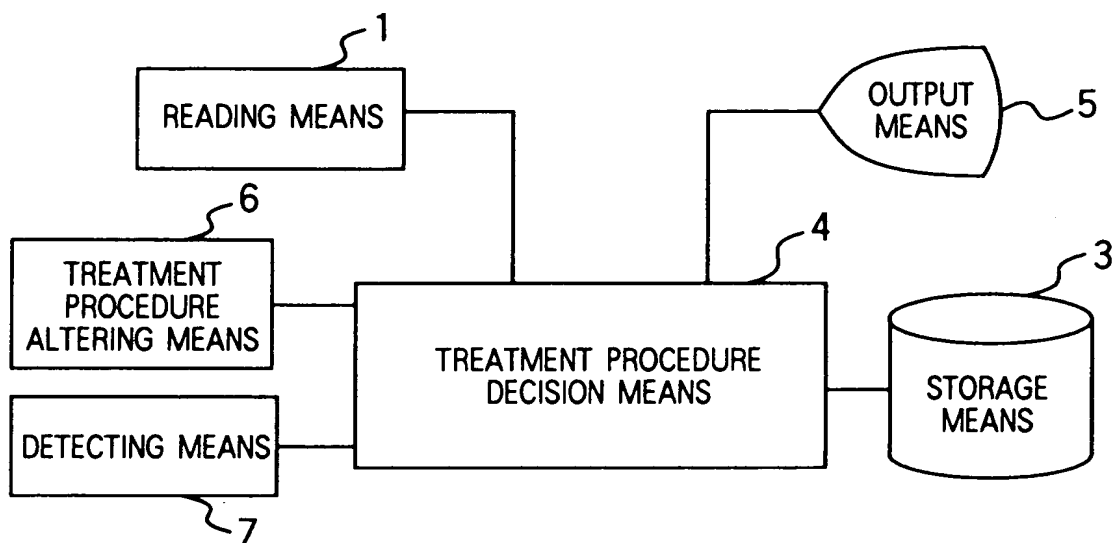 1
READING MEANS
OUTPUT
MEANS
5
6
TREATMENT
PROCEDURE
ALTERING MEANS
4
TREATMENT PROCEDURE
DECISION MEANS
3
STORAGE
MEANS
DETECTING MEANS
7